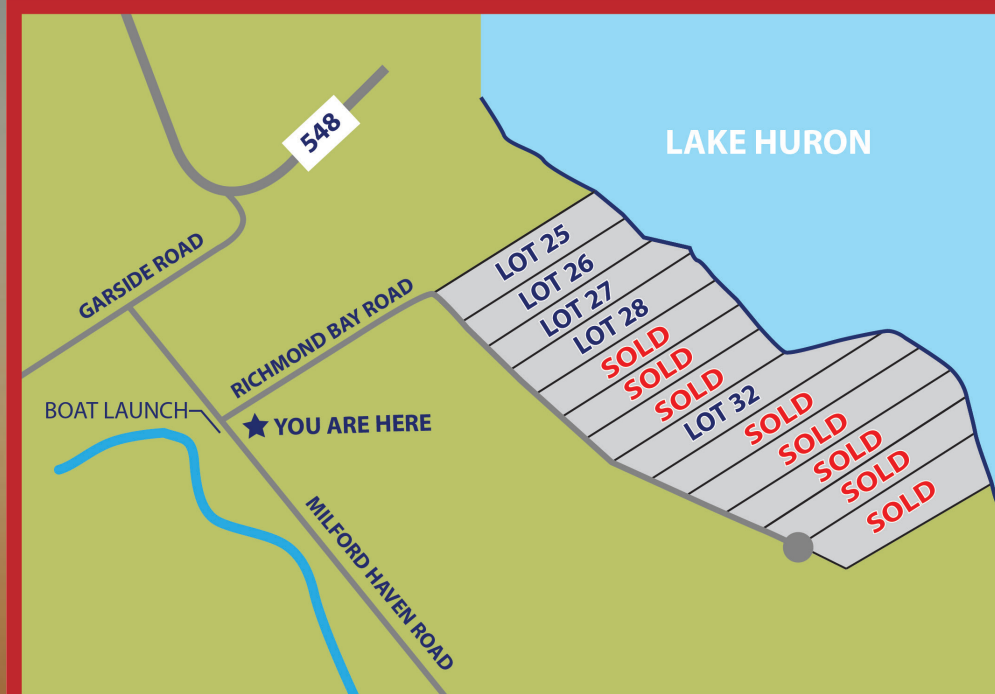 548
LAKE HURON
GARSIDE ROAD
RICHMOND BAY ROAD
LOT 25
LOT 26
LOT 27
LOT 28
SOLD
SOLD
SOLD
LOT 32
SOLD
SOLD
SOLD
SOLD
SOLD
BOAT LAUNCH
YOU ARE HERE
MILFORD HAVEN ROAD